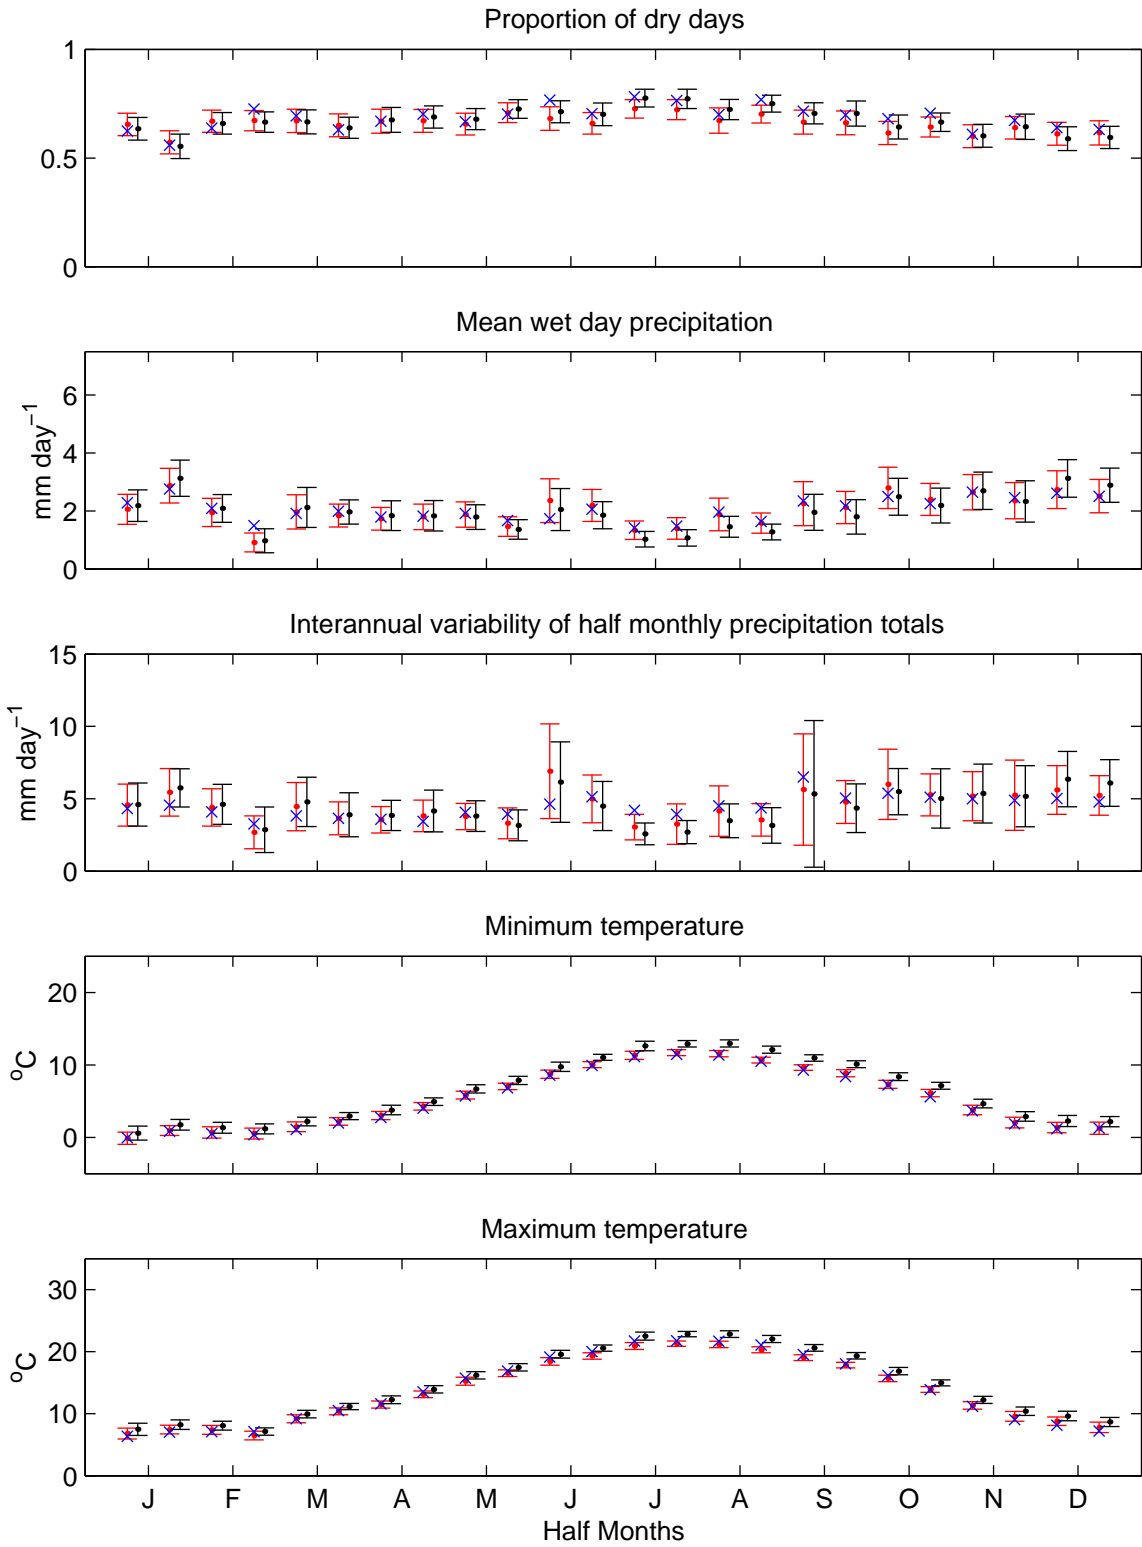 Proportion of dry days
1
0.5
0
Mean wet day precipitation
6
4
2
0
mm day⁻¹
Interannual variability of half monthly precipitation totals
15
10
5
0
mm day⁻¹
Minimum temperature
20
10
0
ºC
Maximum temperature
30
20
10
0
ºC
J F M A M J J A S O N D
Half Months